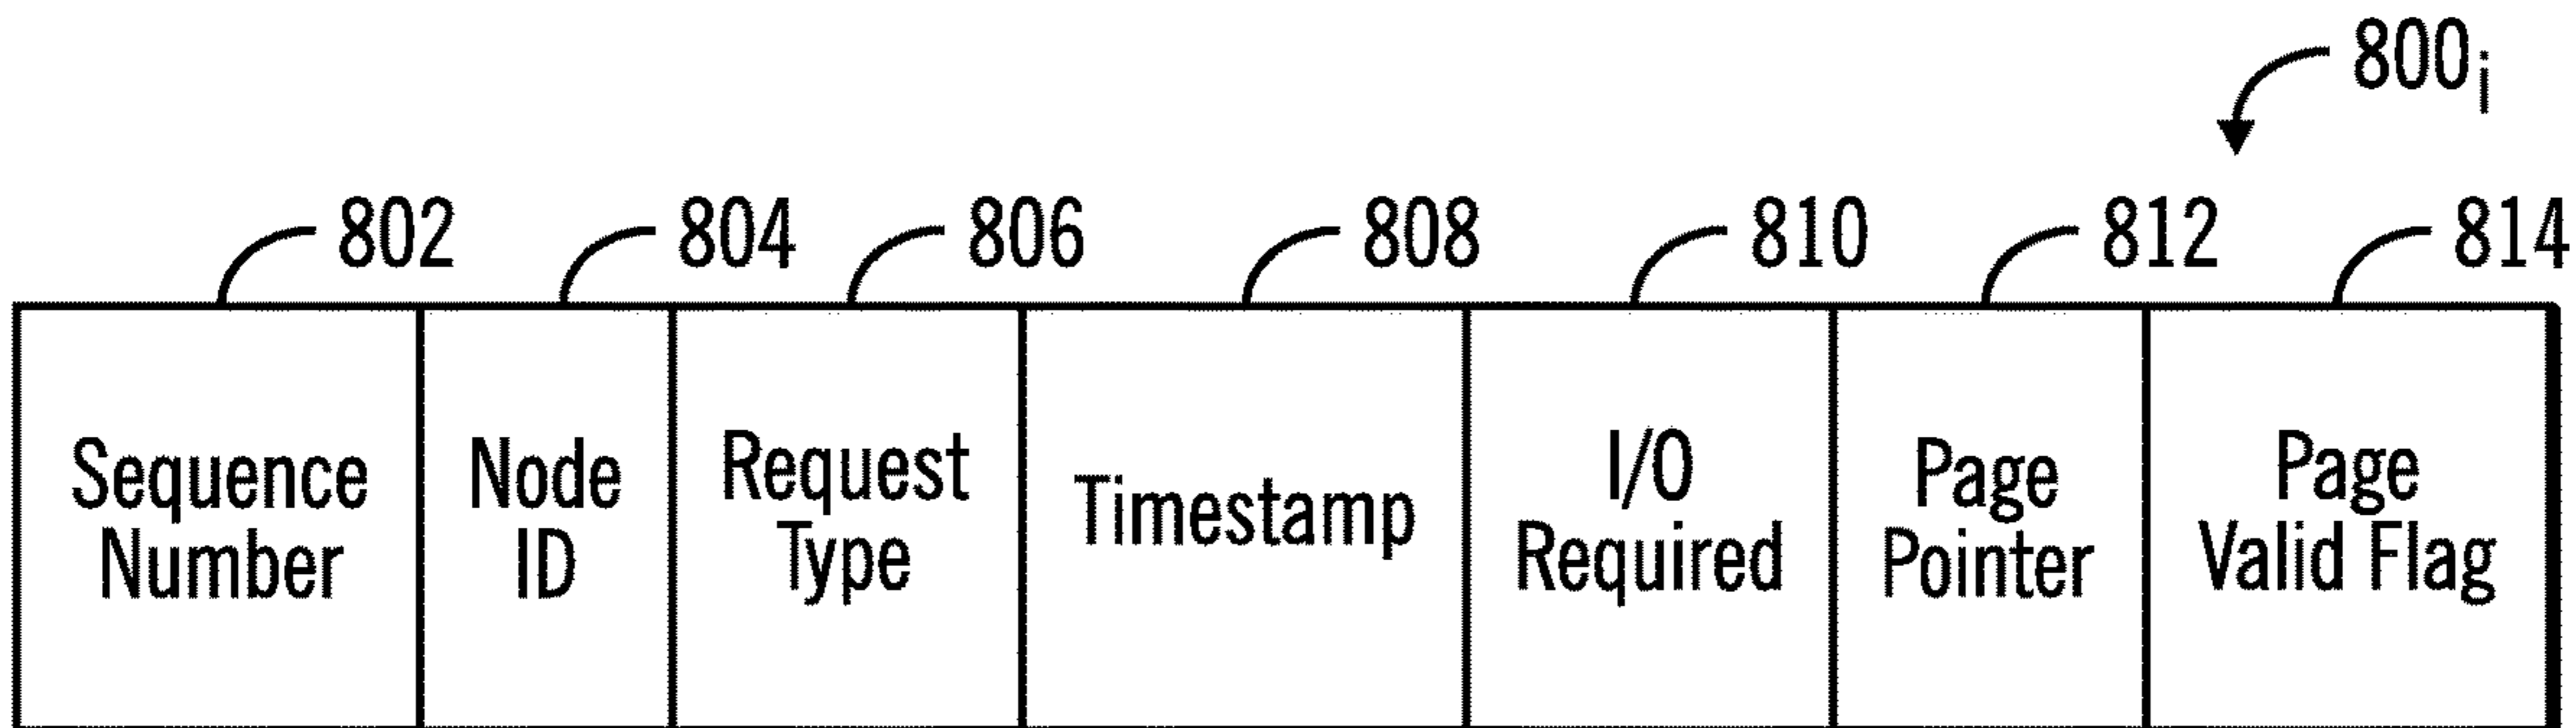 800i
802 804 806 808 810 812 814
Sequence Number
Node ID
Request Type
Timestamp
I/O Required
Page Pointer
Page Valid Flag